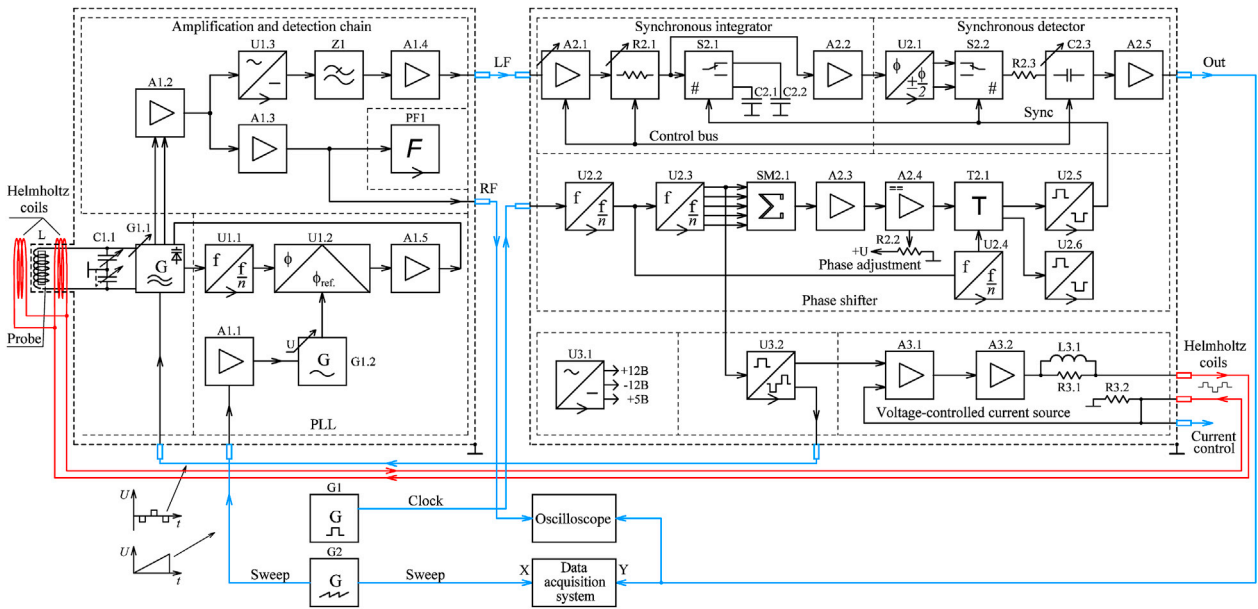 Amplification and detection chain
U1.3
Z1
A1.4
A1.2
A1.3
PF1
F
LF
RF
Helmholtz
coils
L
C1.1
G1.1
G
Probe
U1.1
f
f/n
U1.2
ϕ
ϕref.
A1.5
A1.1
U
G
G1.2
PLL
Synchronous integrator
A2.1
R2.1
S2.1
#
C2.1
C2.2
A2.2
Control bus
Synchronous detector
U2.1
ϕ
±ϕ/2
S2.2
#
R2.3
C2.3
A2.5
Out
Sync
U2.2
f
f/n
U2.3
f
f/n
SM2.1
Σ
A2.3
A2.4
==
T2.1
T
U2.5
R2.2
+U
Phase adjustment
U2.4
f
f/n
U2.6
Phase shifter
U3.1
+12В
-12В
+5В
U3.2
A3.1
A3.2
L3.1
R3.1
R3.2
Voltage-controlled current source
Helmholtz
coils
Current
control
U
t
U
t
G1
G
Clock
G2
G
Sweep
Sweep
Oscilloscope
X
Data
acquisition
system
Y